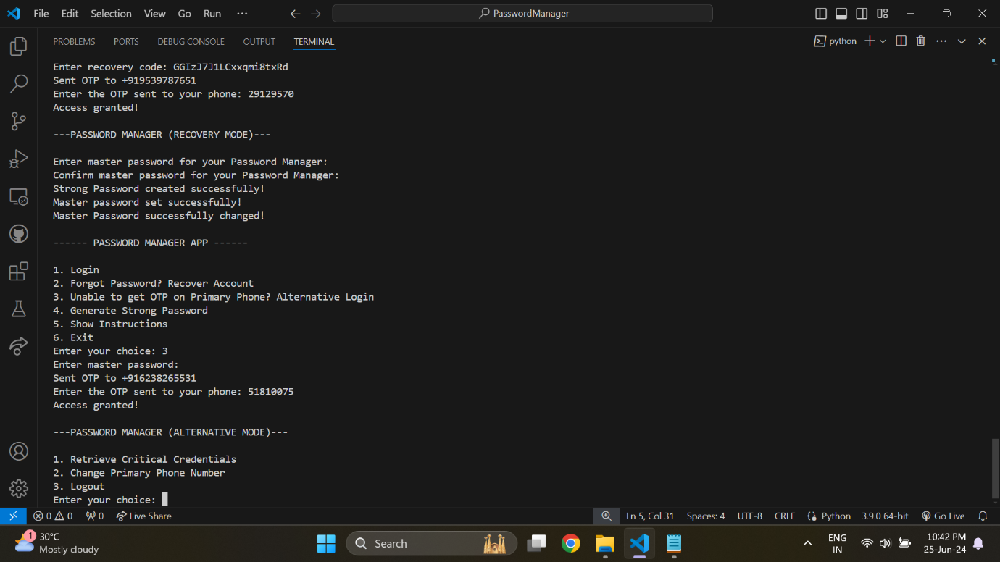 File Edit Selection View Go Run ··· PasswordManager
PROBLEMS PORTS DEBUG CONSOLE OUTPUT TERMINAL python
Enter recovery code: GGIzJ7J1LCxxqmi8txRd
Sent OTP to +919539787651
Enter the OTP sent to your phone: 29129570
Access granted!
---PASSWORD MANAGER (RECOVERY MODE)---
Enter master password for your Password Manager:
Confirm master password for your Password Manager:
Strong Password created successfully!
Master password set successfully!
Master Password successfully changed!
------ PASSWORD MANAGER APP ------
1. Login
2. Forgot Password? Recover Account
3. Unable to get OTP on Primary Phone? Alternative Login
4. Generate Strong Password
5. Show Instructions
6. Exit
Enter your choice: 3
Enter master password:
Sent OTP to +916238265531
Enter the OTP sent to your phone: 51810075
Access granted!
---PASSWORD MANAGER (ALTERNATIVE MODE)---
1. Retrieve Critical Credentials
2. Change Primary Phone Number
3. Logout
Enter your choice:
0 0 0 Live Share Ln 5, Col 31 Spaces: 4 UTF-8 CRLF Python 3.9.0 64-bit Go Live
1 30°C
Mostly cloudy
Search
ENG
IN
10:42 PM
25-Jun-24